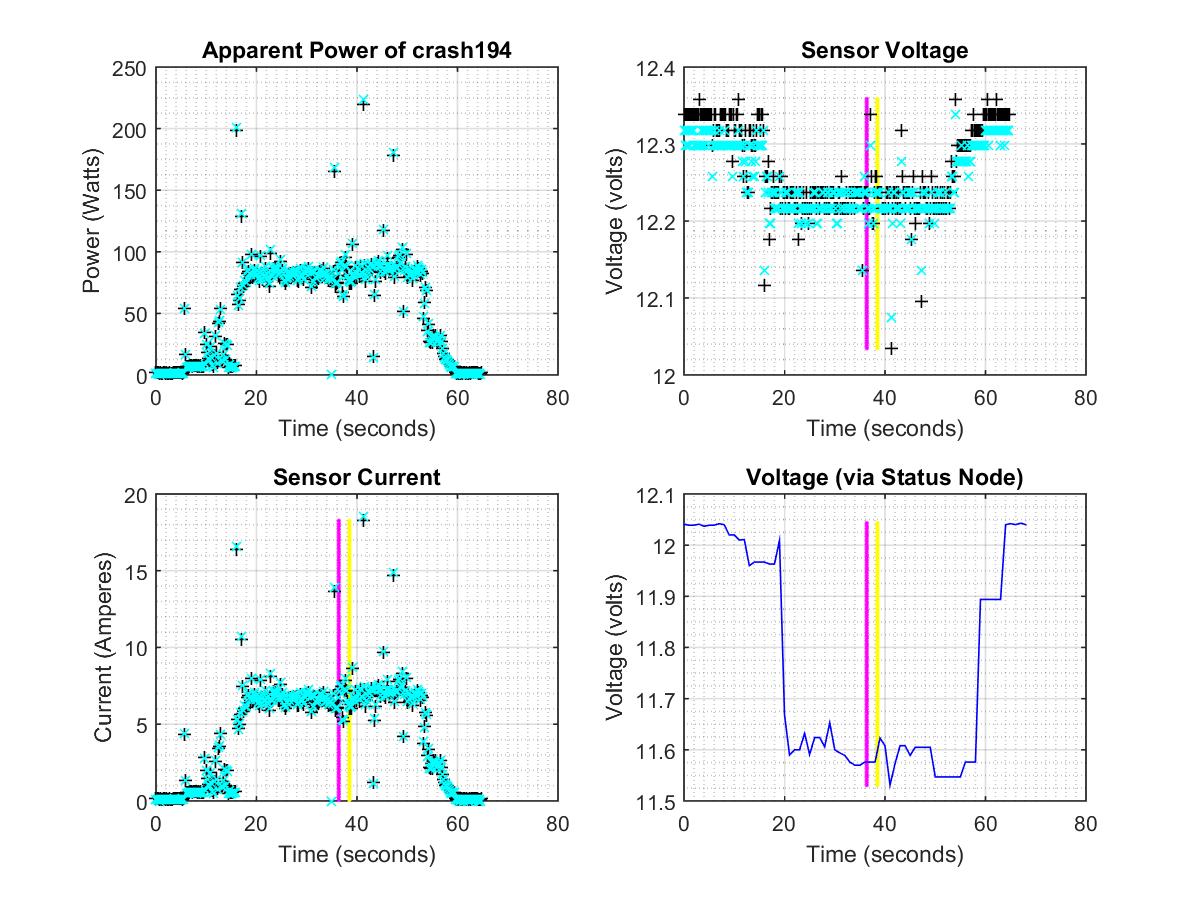 Apparent Power of crash194
250
200
150
100
50
0
Power (Watts)
0 20 40 60 80
Time (seconds)
Sensor Voltage
12.4
12.3
12.2
12.1
12
Voltage (volts)
0 20 40 60 80
Time (seconds)
Sensor Current
20
15
10
5
0
Current (Amperes)
0 20 40 60 80
Time (seconds)
Voltage (via Status Node)
12.1
12
11.9
11.8
11.7
11.6
11.5
Voltage (volts)
0 20 40 60 80
Time (seconds)